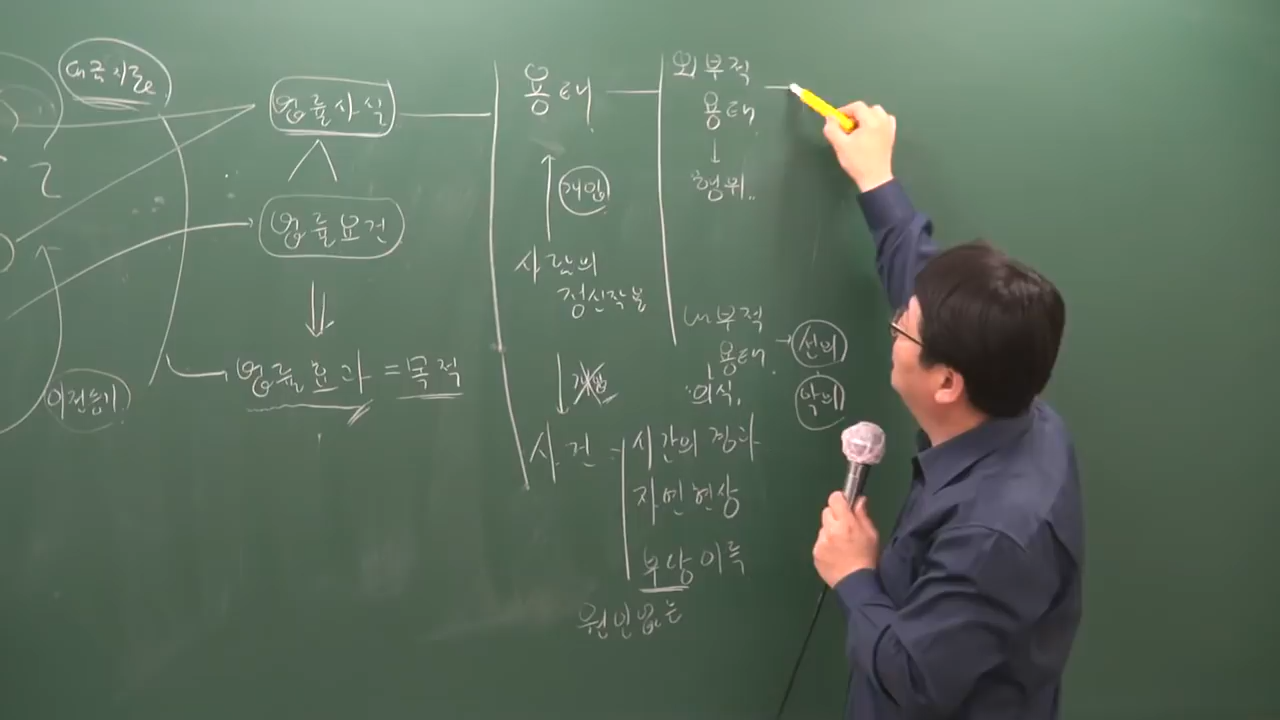 법률사실
법률요건
법률효과 = 목적
용태
개입
사람의
정신작용
개입
사건
외부적
용태
행위
내부적
용태
의식
선의
악의
시간의 경과
자연현상
부당이득
원인없는